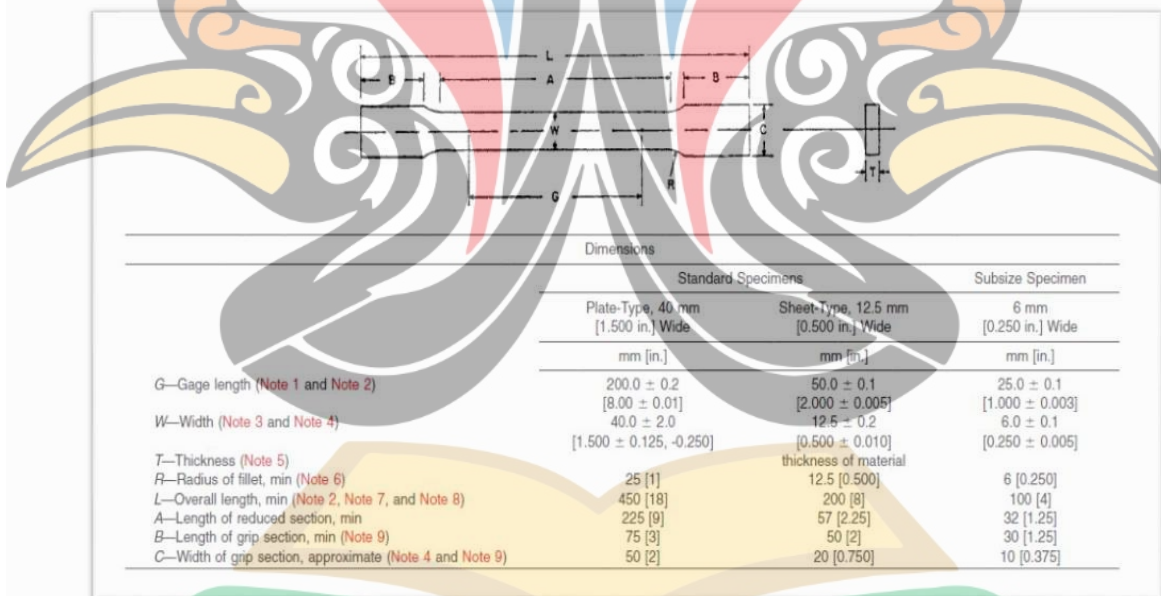 L
B A B
W C
T
R
G
Dimensions
Standard Specimens Subsize Specimen
Plate-Type, 40 mm Sheet-Type, 12.5 mm 6 mm
[1.500 in.] Wide [0.500 in.] Wide [0.250 in.] Wide
mm [in.] mm [in.] mm [in.]
G—Gage length (Note 1 and Note 2) 200.0 ± 0.2 50.0 ± 0.1 25.0 ± 0.1
[8.00 ± 0.01] [2.000 ± 0.005] [1.000 ± 0.003]
W—Width (Note 3 and Note 4) 40.0 ± 2.0 12.5 ± 0.2 6.0 ± 0.1
[1.500 ± 0.125, -0.250] [0.500 ± 0.010] [0.250 ± 0.005]
T—Thickness (Note 5) thickness of material
R—Radius of fillet, min (Note 6) 25 [1] 12.5 [0.500] 6 [0.250]
L—Overall length, min (Note 2, Note 7, and Note 8) 450 [18] 200 [8] 100 [4]
A—Length of reduced section, min 225 [9] 57 [2.25] 32 [1.25]
B—Length of grip section, min (Note 9) 75 [3] 50 [2] 30 [1.25]
C—Width of grip section, approximate (Note 4 and Note 9) 50 [2] 20 [0.750] 10 [0.375]